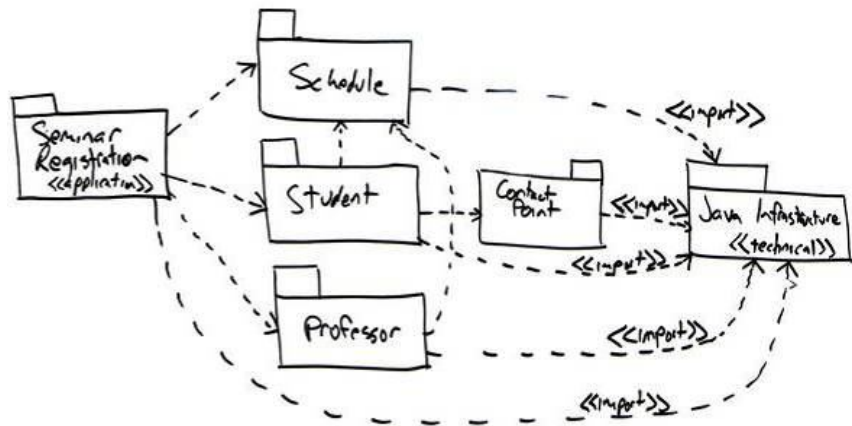 Schedule
Seminar
Registration
<<application>>
Student
Professor
Contact
Point
<<import>>
<<import>>
<<import>>
<<import>>
<<import>>
Java Infrastructure
<<technical>>